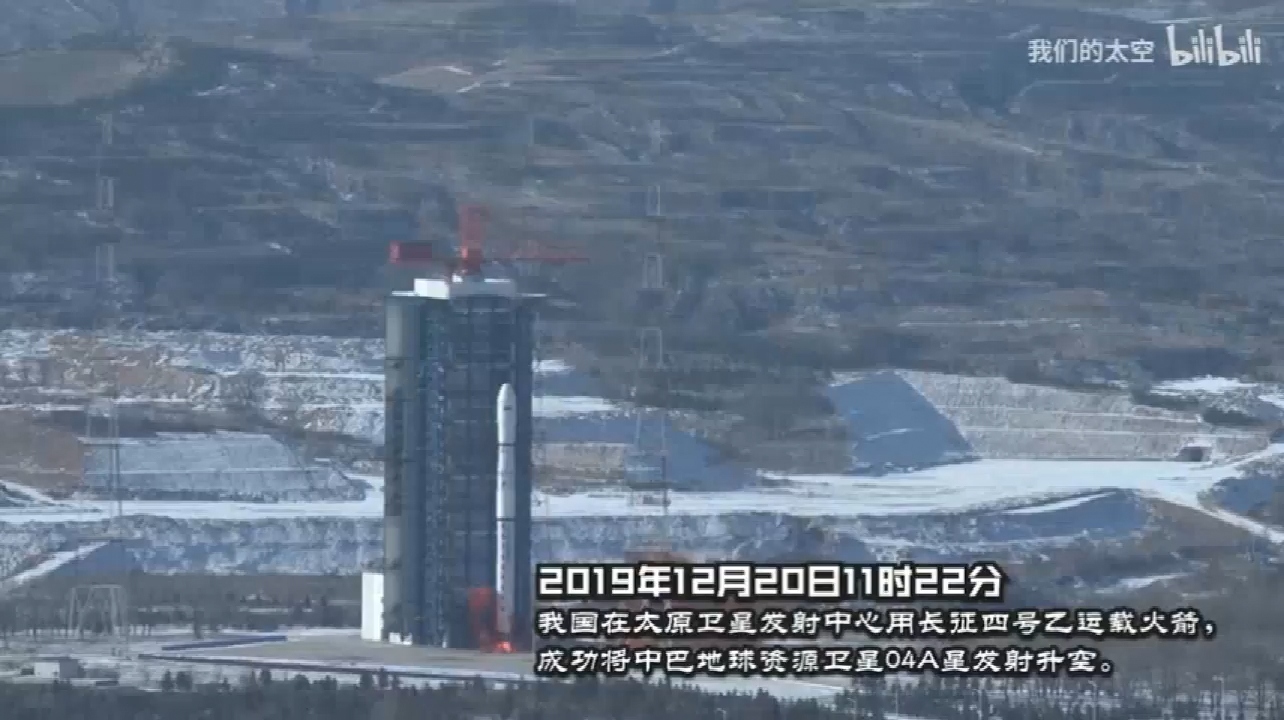 我们的太空 bilibili
2019年12月20日11时22分
我国在太原卫星发射中心用长征四号乙运载火箭，
成功将中巴地球资源卫星04A星发射升空。